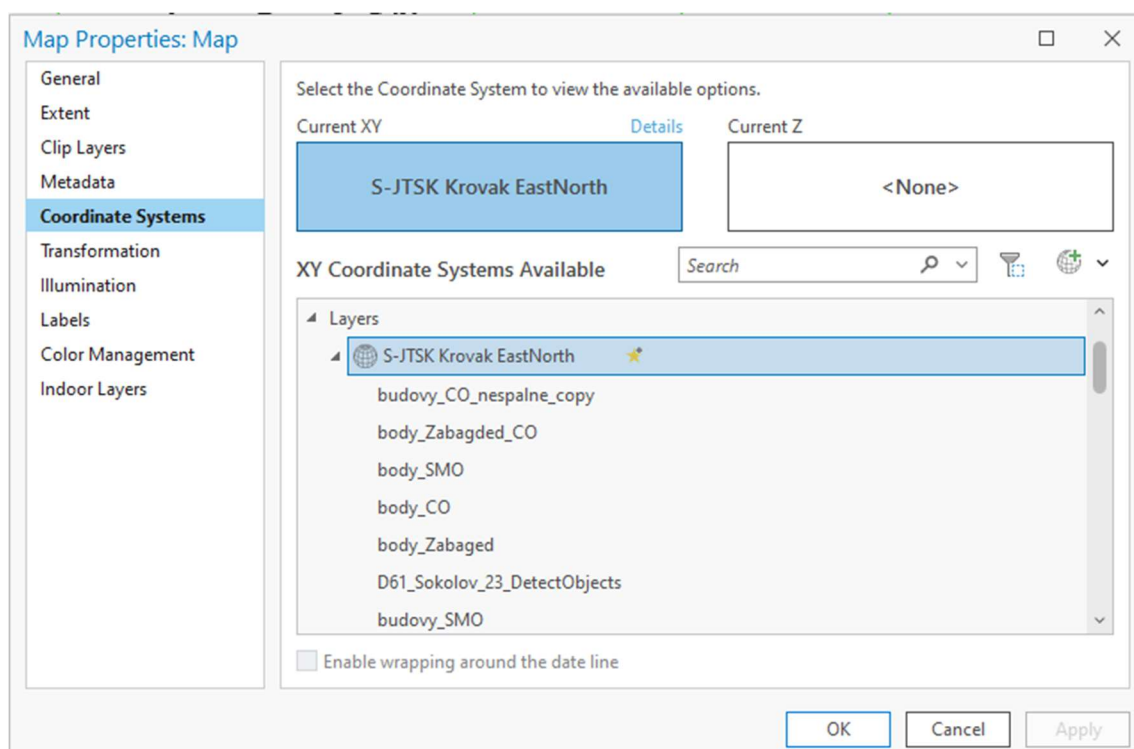 Map Properties: Map
General
Extent
Clip Layers
Metadata
Coordinate Systems
Transformation
Illumination
Labels
Color Management
Indoor Layers
Select the Coordinate System to view the available options.
Current XY Details Current Z
S-JTSK Krovak EastNorth <None>
XY Coordinate Systems Available Search
Layers
S-JTSK Krovak EastNorth
budovy_CO_nespalne_copy
body_Zabagded_CO
body_SMO
body_CO
body_Zabaged
D61_Sokolov_23_DetectObjects
budovy_SMO
Enable wrapping around the date line
OK Cancel Apply